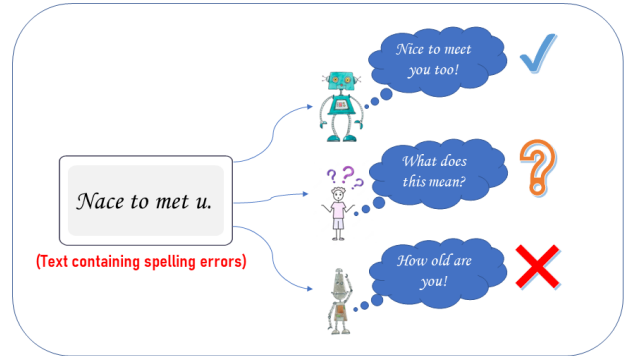 Nice to meet
you too!
What does
this mean?
Nace to met u.
(Text containing spelling errors)
How old are
you!